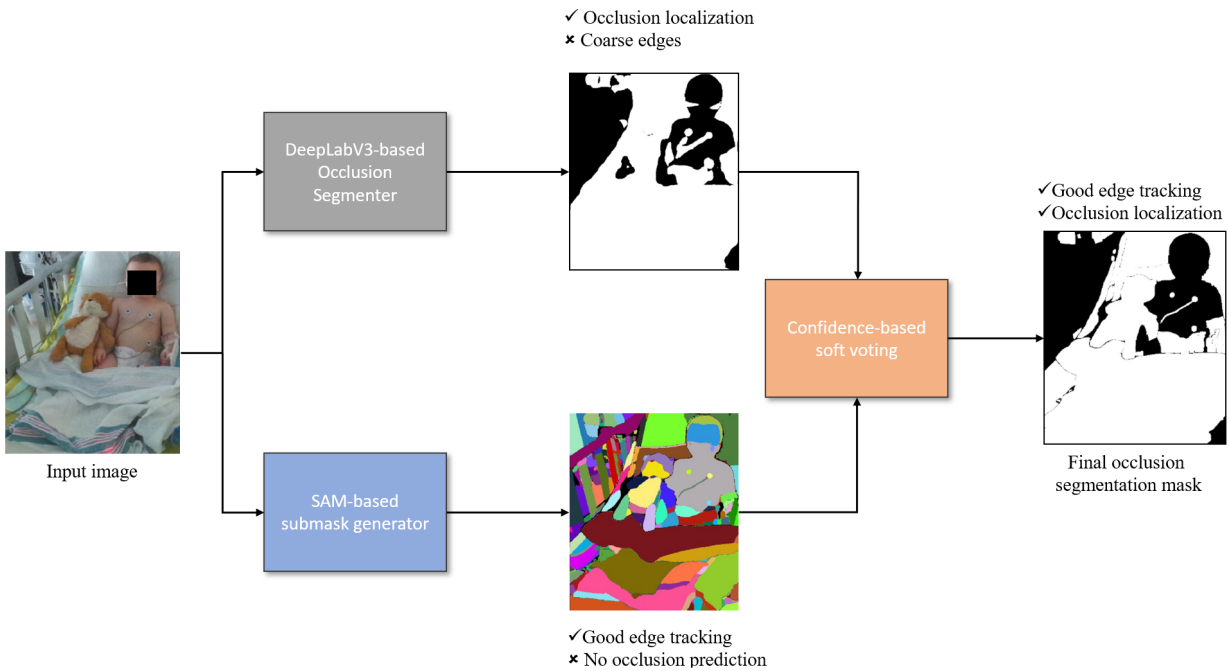 ✓ Occlusion localization
✘ Coarse edges
DeepLabV3-based
Occlusion
Segmenter
✓Good edge tracking
✓Occlusion localization
Confidence-based
soft voting
Input image
SAM-based
submask generator
Final occlusion
segmentation mask
✓Good edge tracking
✘ No occlusion prediction